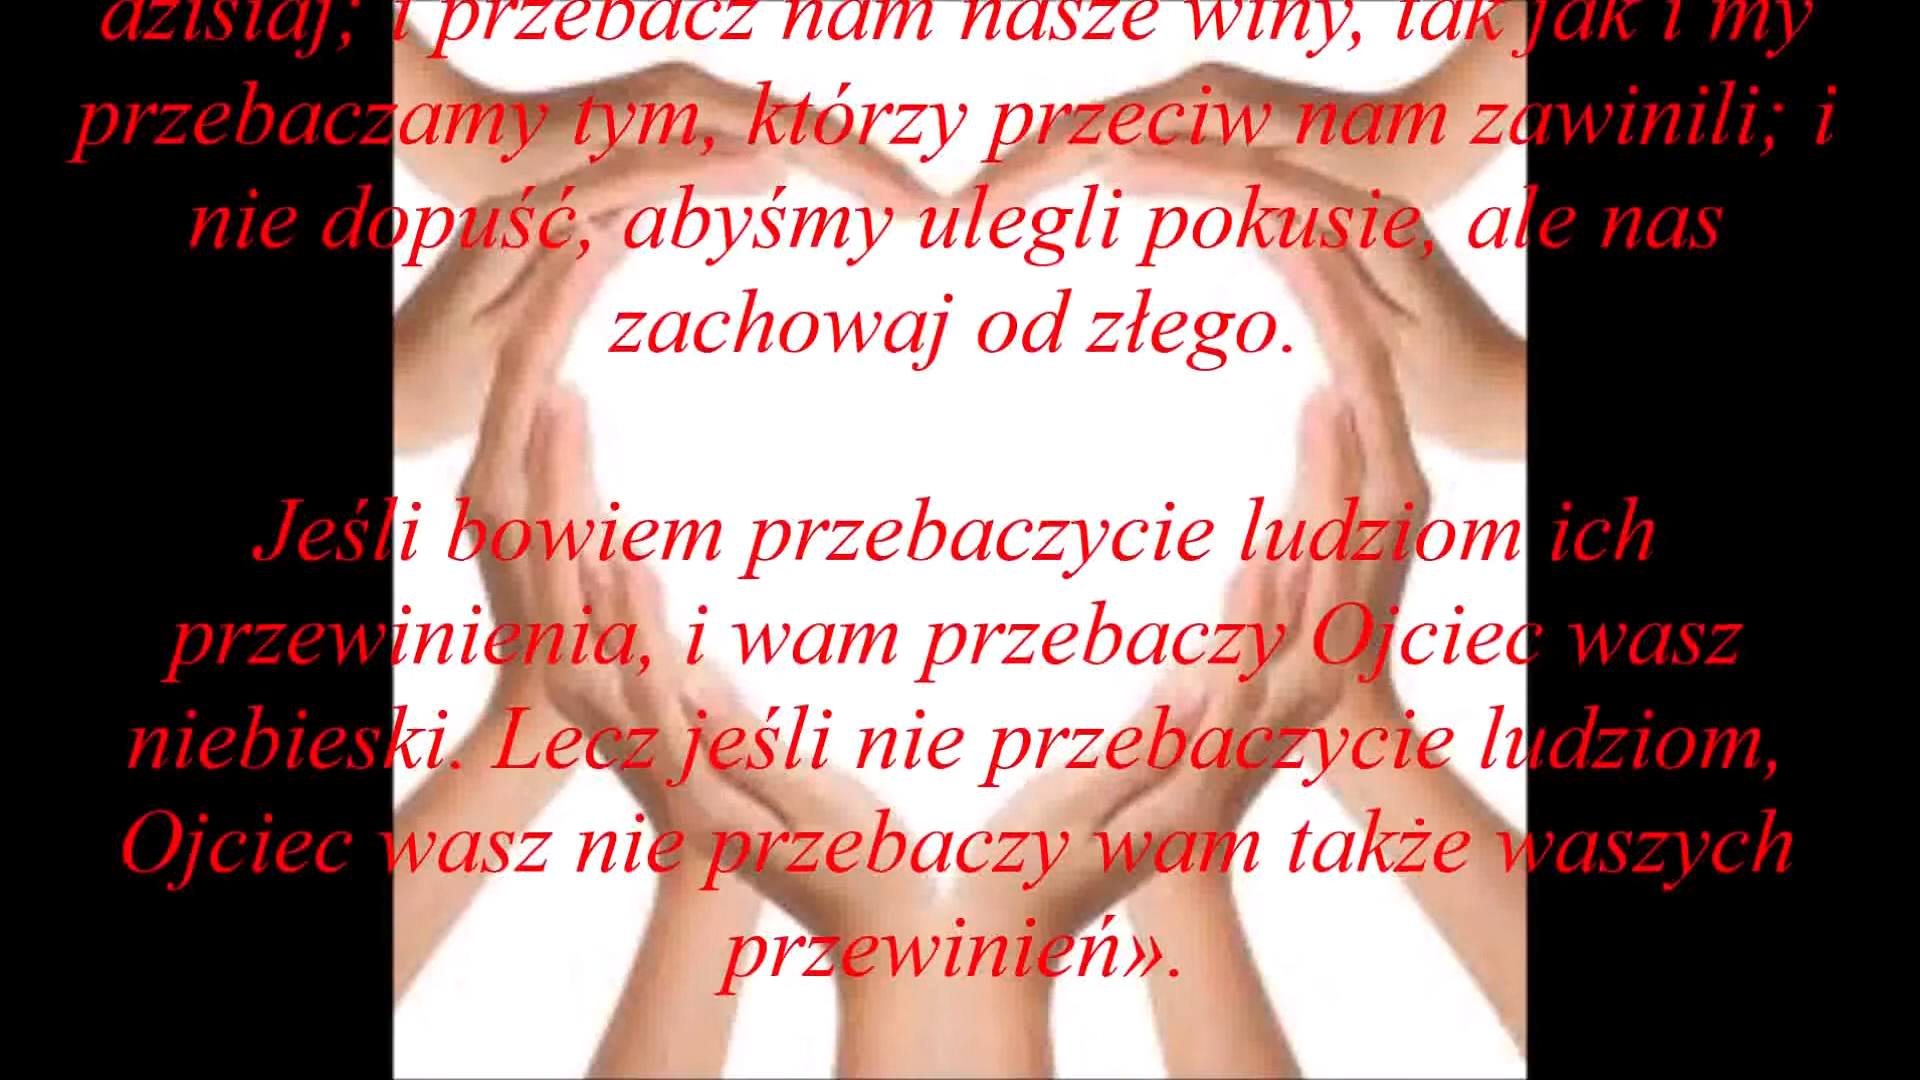 dzisiaj; i przebacz nam nasze winy, tak jak i my
przebaczamy tym, którzy przeciw nam zawinili; i
nie dopuść, abyśmy ulegli pokusie, ale nas
zachowaj od złego.
Jeśli bowiem przebaczycie ludziom ich
przewinienia, i wam przebaczy Ojciec wasz
niebieski. Lecz jeśli nie przebaczycie ludziom,
Ojciec wasz nie przebaczy wam także waszych
przewinień».